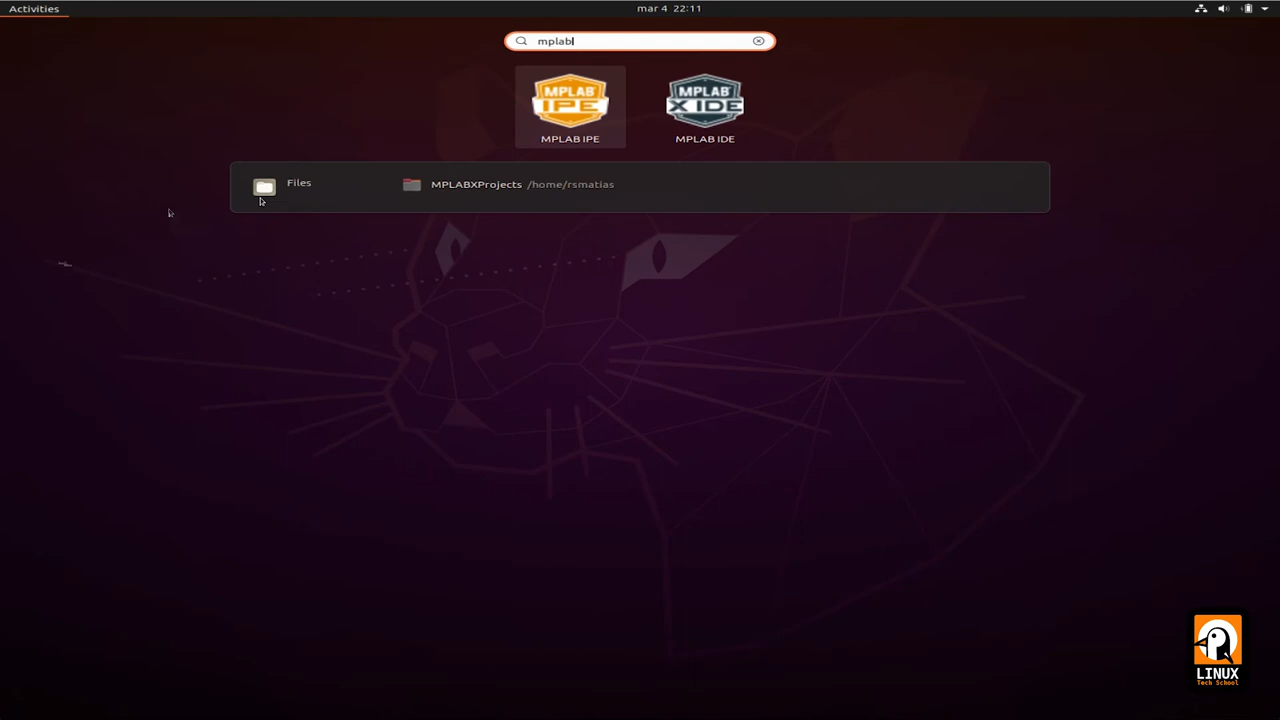 Activities
mar 4 22:11
mplab
MPLAB
IPE
MPLAB IPE
MPLAB
X IDE
MPLAB IDE
Files
MPLABXProjects /home/rsmatias
LINUX
Tech School